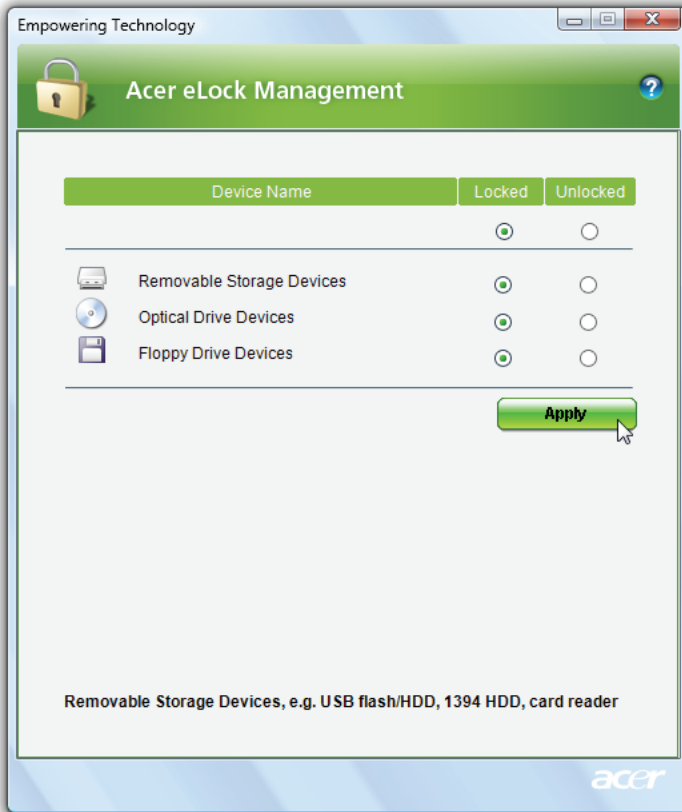 Empowering Technology
Acer eLock Management
Device Name Locked Unlocked
Removable Storage Devices
Optical Drive Devices
Floppy Drive Devices
Apply
Removable Storage Devices, e.g. USB flash/HDD, 1394 HDD, card reader
acer